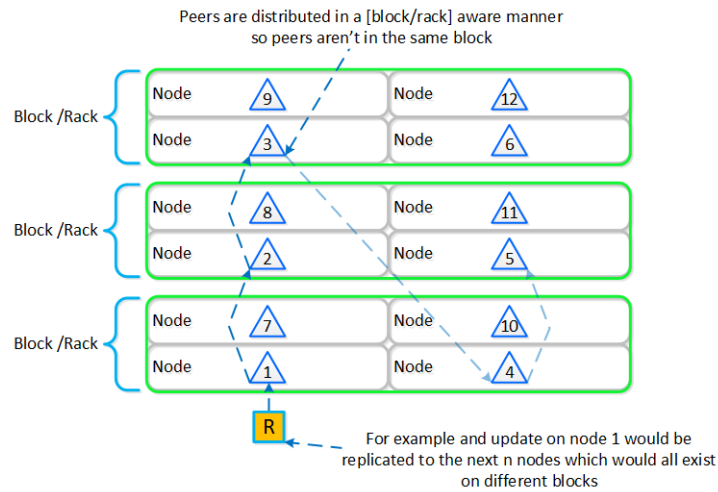 Peers are distributed in a [block/rack] aware manner
so peers aren't in the same block
Node 9 Node 12
Block /Rack
Node 3 Node 6
Node 8 Node 11
Block /Rack
Node 2 Node 5
Node 7 Node 10
Block /Rack
Node 1 Node 4
R
For example and update on node 1 would be
replicated to the next n nodes which would all exist
on different blocks